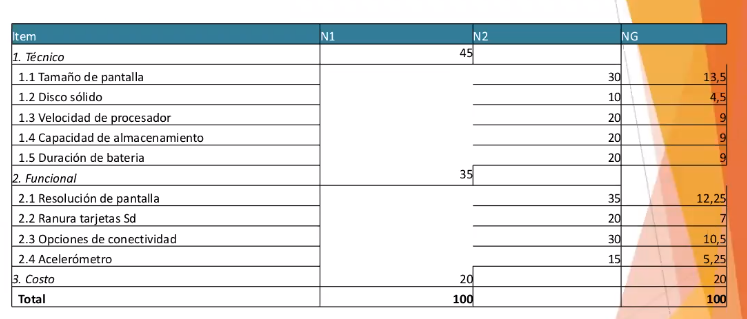 Item N1 N2 NG
1. Técnico 45
1.1 Tamaño de pantalla 30 13,5
1.2 Disco sólido 10 4,5
1.3 Velocidad de procesador 20 9
1.4 Capacidad de almacenamiento 20 9
1.5 Duración de bateria 20 9
2. Funcional 35
2.1 Resolución de pantalla 35 12,25
2.2 Ranura tarjetas Sd 20 7
2.3 Opciones de conectividad 30 10,5
2.4 Acelerómetro 15 5,25
3. Costo 20 20
Total 100 100